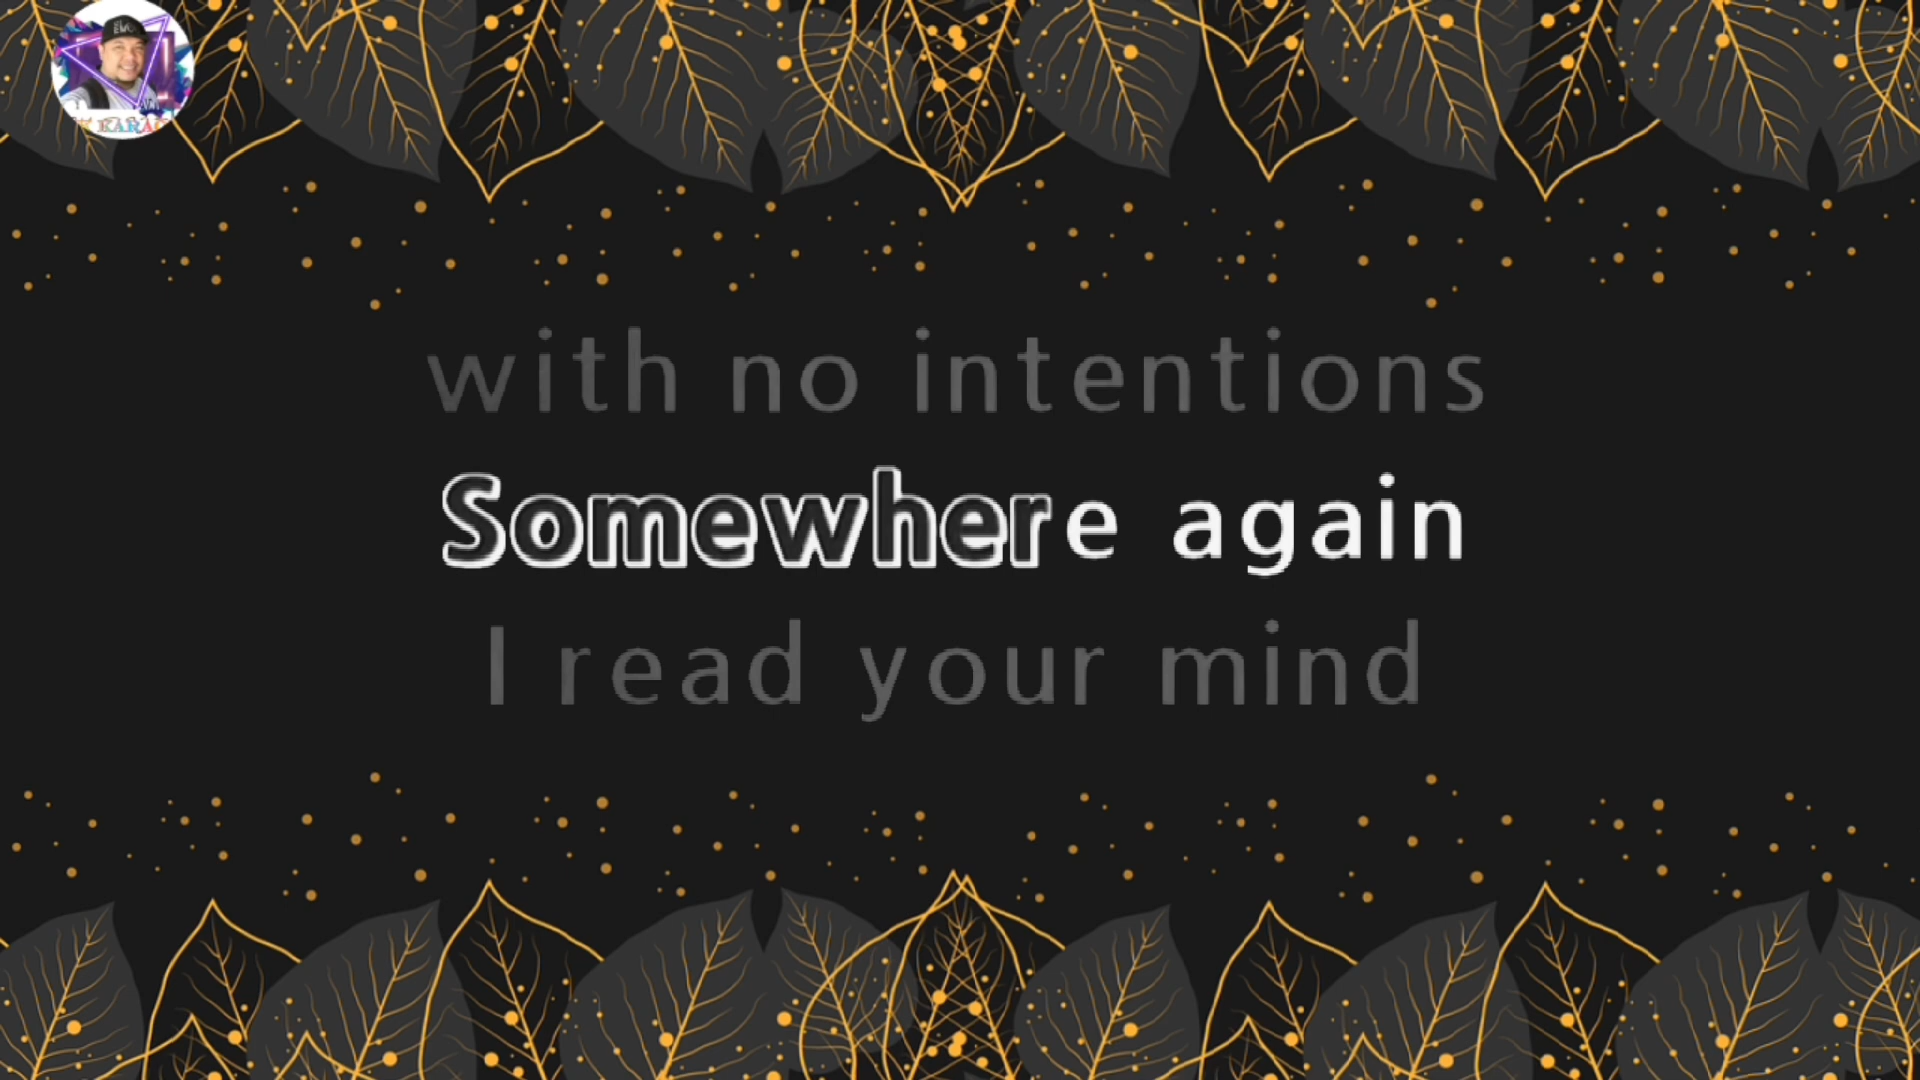 with no intentions
Somewhere again
I read your mind